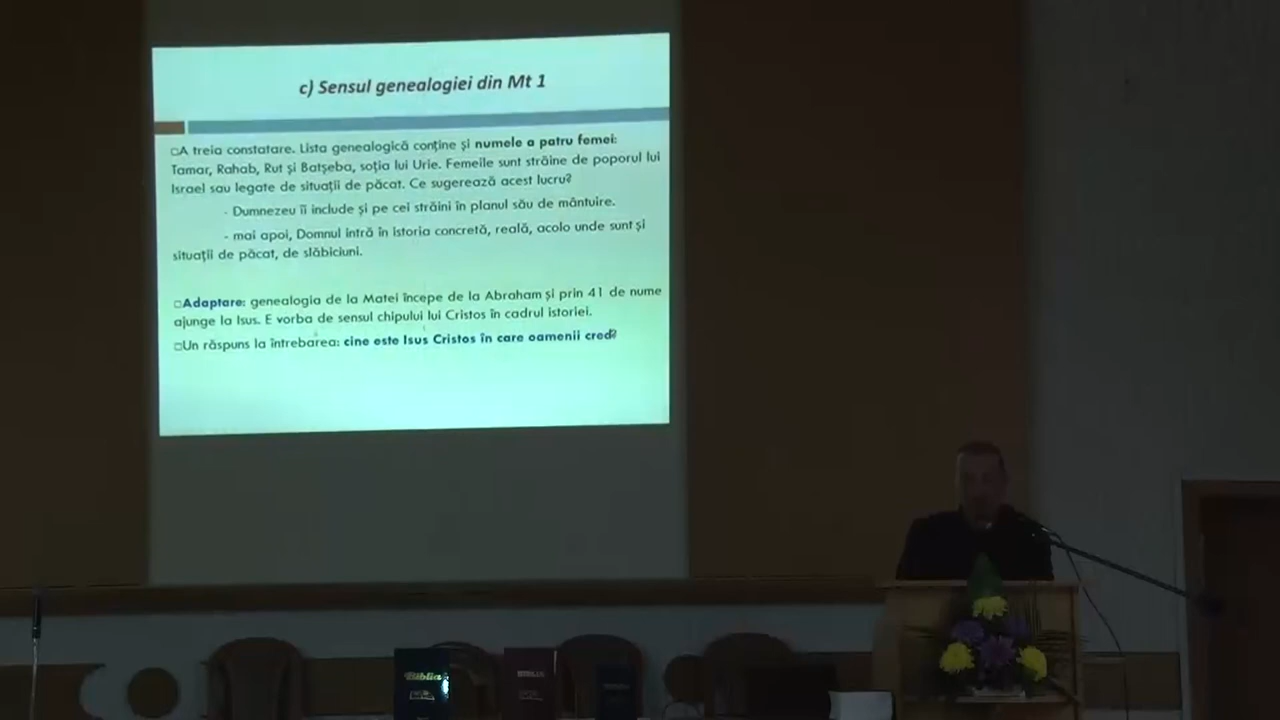 c) Sensul genealogiei din Mt 1
A treia constatare. Lista genealogică conține și numele a patru femei:
Tamar, Rahab, Rut și Batșeba, soția lui Urie. Femeile sunt străine de poporul lui
Israel sau legate de situații de păcat. Ce sugerează acest lucru?
- Dumnezeu îi include și pe cei străini în planul său de mântuire.
- mai apoi, Domnul intră în istoria concretă, reală, acolo unde sunt și
situații de păcat, de slăbiciuni.
Adaptare: genealogia de la Matei începe de la Abraham și prin 41 de nume
ajunge la Isus. E vorba de sensul chipului lui Cristos în cadrul istoriei.
Un răspuns la întrebarea: cine este Isus Cristos în care oamenii cred?
Biblia
BIBLIA